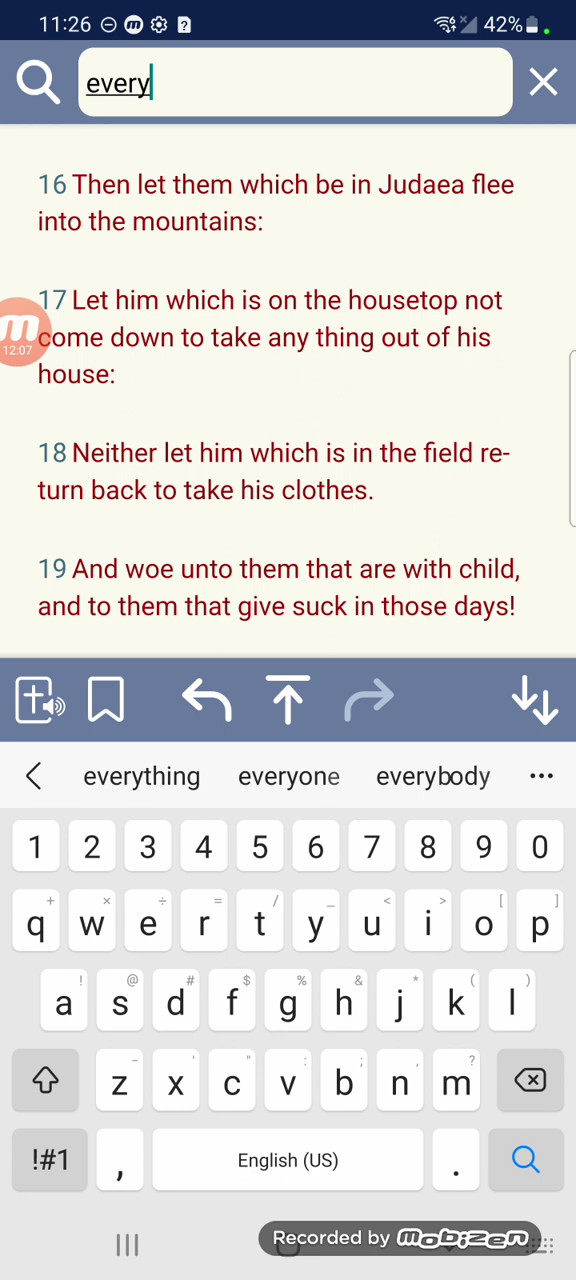 11:26 42%
every
16 Then let them which be in Judaea flee
into the mountains:
17 Let him which is on the housetop not
come down to take any thing out of his
house:
12:07
18 Neither let him which is in the field re-
turn back to take his clothes.
19 And woe unto them that are with child,
and to them that give suck in those days!
everything everyone everybody ...
1 2 3 4 5 6 7 8 9 0
+ × ÷ = / _ < > [ ]
q w e r t y u i o p
! @ # $ % & * ( )
a s d f g h j k l
- ' " : ; , ?
z x c v b n m
!#1 , English (US) .
Recorded by mobizen